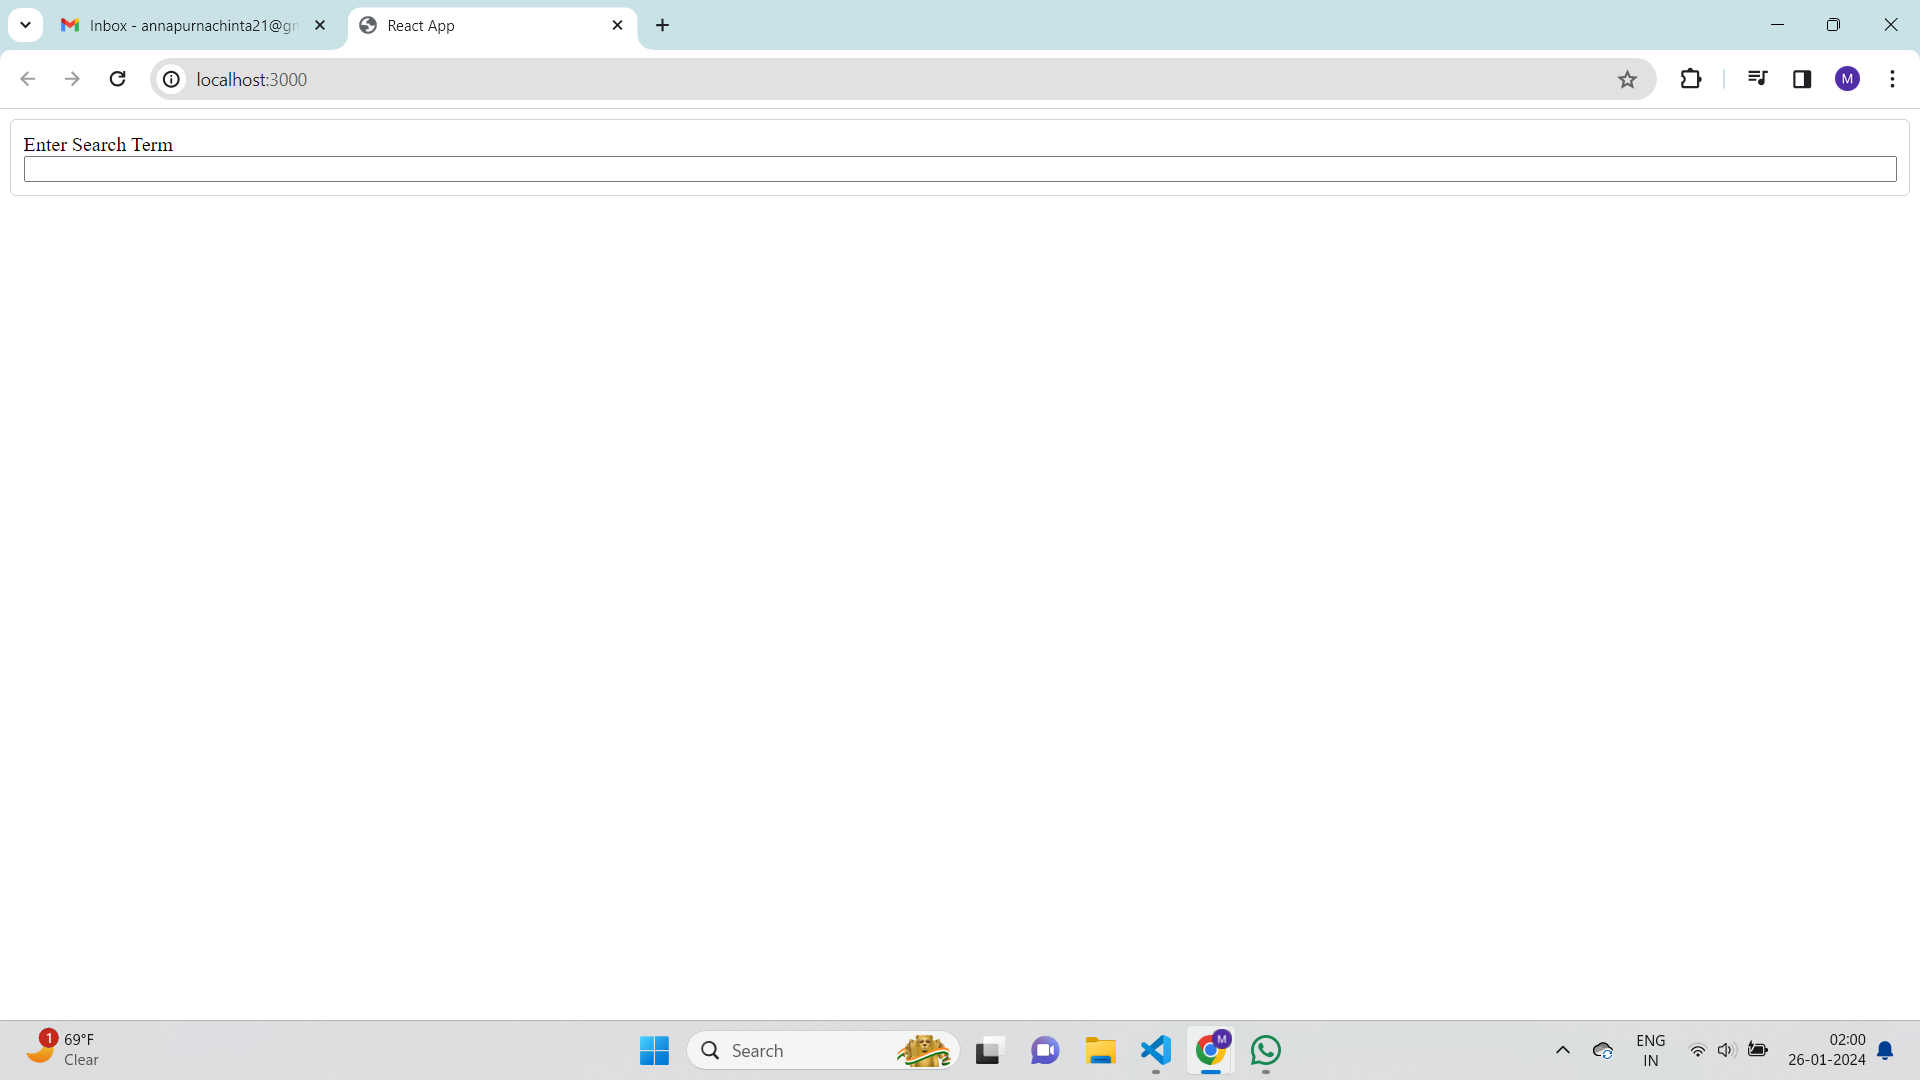 Inbox - annapurnachinta21@gm
React App
localhost:3000
M
Enter Search Term
1
69°F
Clear
Search
M
ENG
IN
02:00
26-01-2024